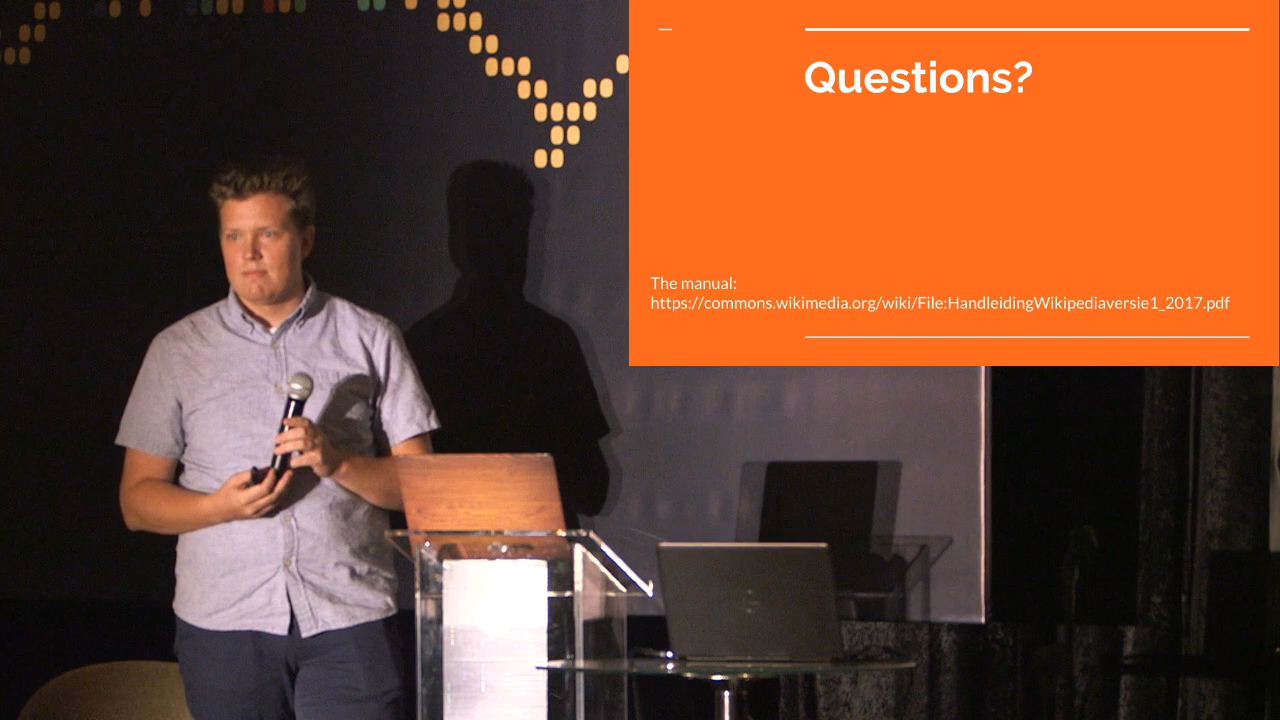 Questions?
The manual:
https://commons.wikimedia.org/wiki/File:HandleidingWikipediaversie1_2017.pdf